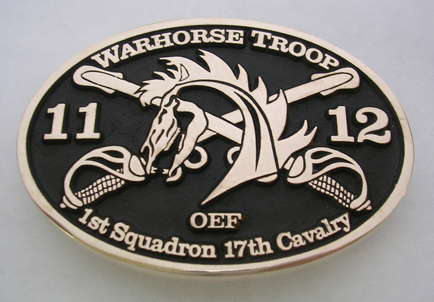 WARHORSE TROOP
11 12
OEF
1st Squadron 17th Cavalry